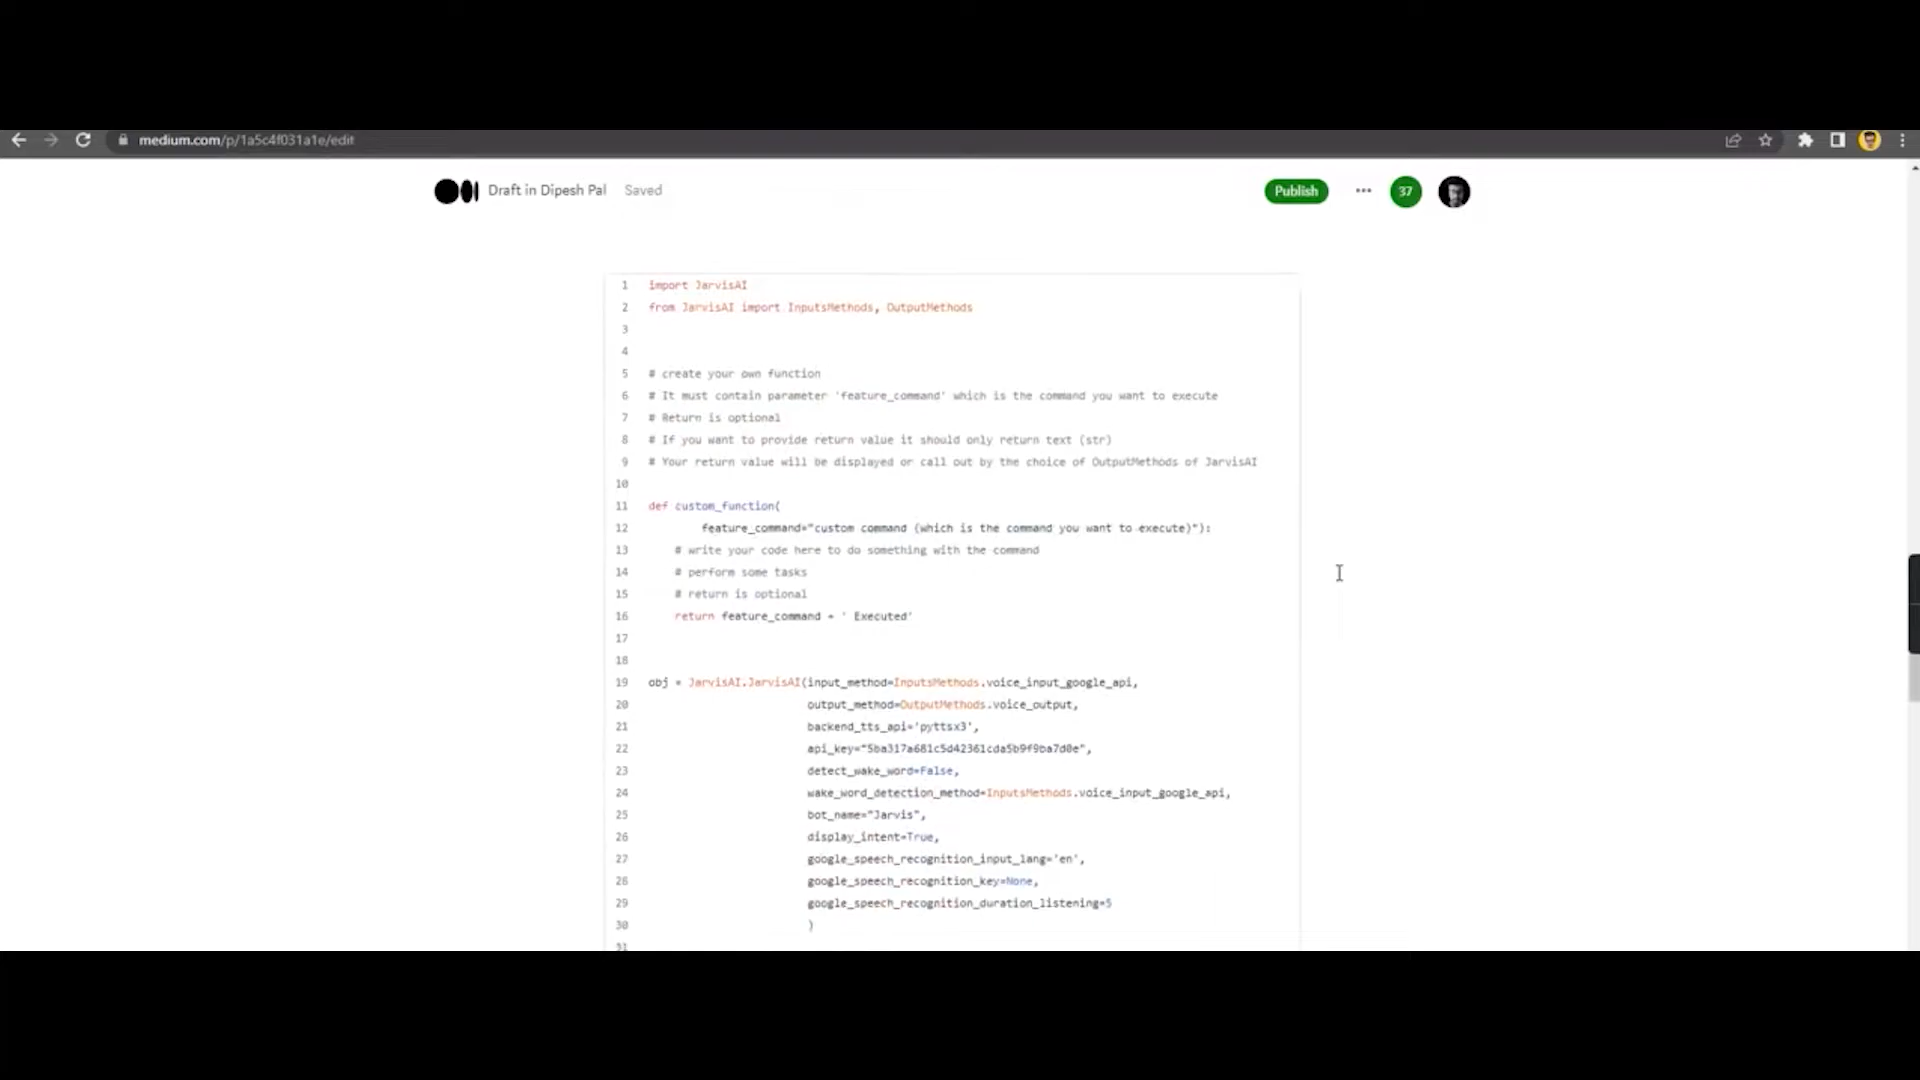 medium.com/p/1a5c4f031a1e/edit
Draft in Dipesh Pal Saved Publish ... 37
1 import JarvisAI
2 from JarvisAI import InputsMethods, OutputMethods
3
4
5 # create your own function
6 # It must contain parameter 'feature_command' which is the command you want to execute
7 # Return is optional
8 # If you want to provide return value it should only return text (str)
9 # Your return value will be displayed or call out by the choice of OutputMethods of JarvisAI
10
11 def custom_function(
12 feature_command="custom command (which is the command you want to execute)"):
13 # write your code here to do something with the command
14 # perform some tasks
15 # return is optional
16 return feature_command + ' Executed'
17
18
19 obj = JarvisAI.JarvisAI(input_method=InputsMethods.voice_input_google_api,
20 output_method=OutputMethods.voice_output,
21 backend_tts_api='pyttsx3',
22 api_key="5ba317a681c5d42361cda5b9f9ba7d0e",
23 detect_wake_word=False,
24 wake_word_detection_method=InputsMethods.voice_input_google_api,
25 bot_name="Jarvis",
26 display_intent=True,
27 google_speech_recognition_input_lang='en',
28 google_speech_recognition_key=None,
29 google_speech_recognition_duration_listening=5
30 )
31